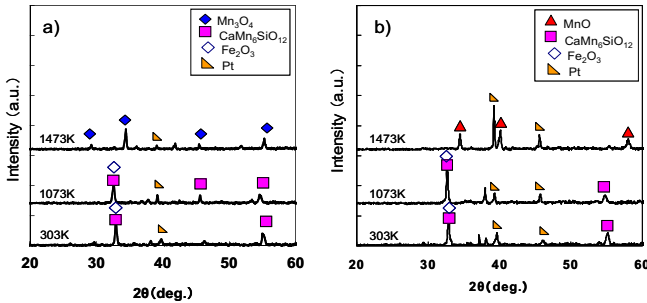 a)
Mn₃O₄
CaMn₆SiO₁₂
Fe₂O₃
Pt
1473K
1073K
303K
Intensity (a.u.)
20 30 40 50 60
2θ(deg.)
b)
MnO
CaMn₆SiO₁₂
Fe₂O₃
Pt
1473K
1073K
303K
Intensity (a.u.)
20 30 40 50 60
2θ(deg.)